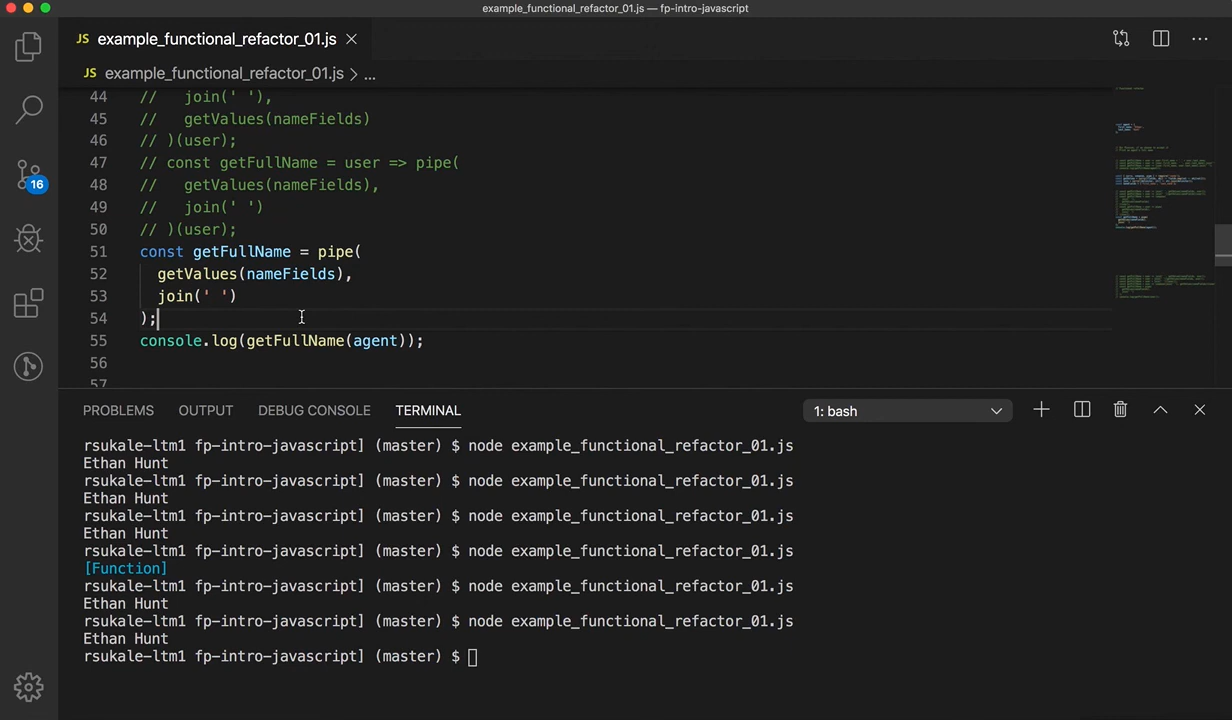 example_functional_refactor_01.js — fp-intro-javascript
JS example_functional_refactor_01.js
JS example_functional_refactor_01.js > ...
44 //   join(' '),
45 //   getValues(nameFields)
46 // )(user);
47 // const getFullName = user => pipe(
48 //   getValues(nameFields),
49 //   join(' ')
50 // )(user);
51 const getFullName = pipe(
52   getValues(nameFields),
53   join(' ')
54 );
55 console.log(getFullName(agent));
56
57
16
PROBLEMS OUTPUT DEBUG CONSOLE TERMINAL 1: bash
rsukale-ltm1 fp-intro-javascript] (master) $ node example_functional_refactor_01.js
Ethan Hunt
rsukale-ltm1 fp-intro-javascript] (master) $ node example_functional_refactor_01.js
Ethan Hunt
rsukale-ltm1 fp-intro-javascript] (master) $ node example_functional_refactor_01.js
Ethan Hunt
rsukale-ltm1 fp-intro-javascript] (master) $ node example_functional_refactor_01.js
[Function]
rsukale-ltm1 fp-intro-javascript] (master) $ node example_functional_refactor_01.js
Ethan Hunt
rsukale-ltm1 fp-intro-javascript] (master) $ node example_functional_refactor_01.js
Ethan Hunt
rsukale-ltm1 fp-intro-javascript] (master) $